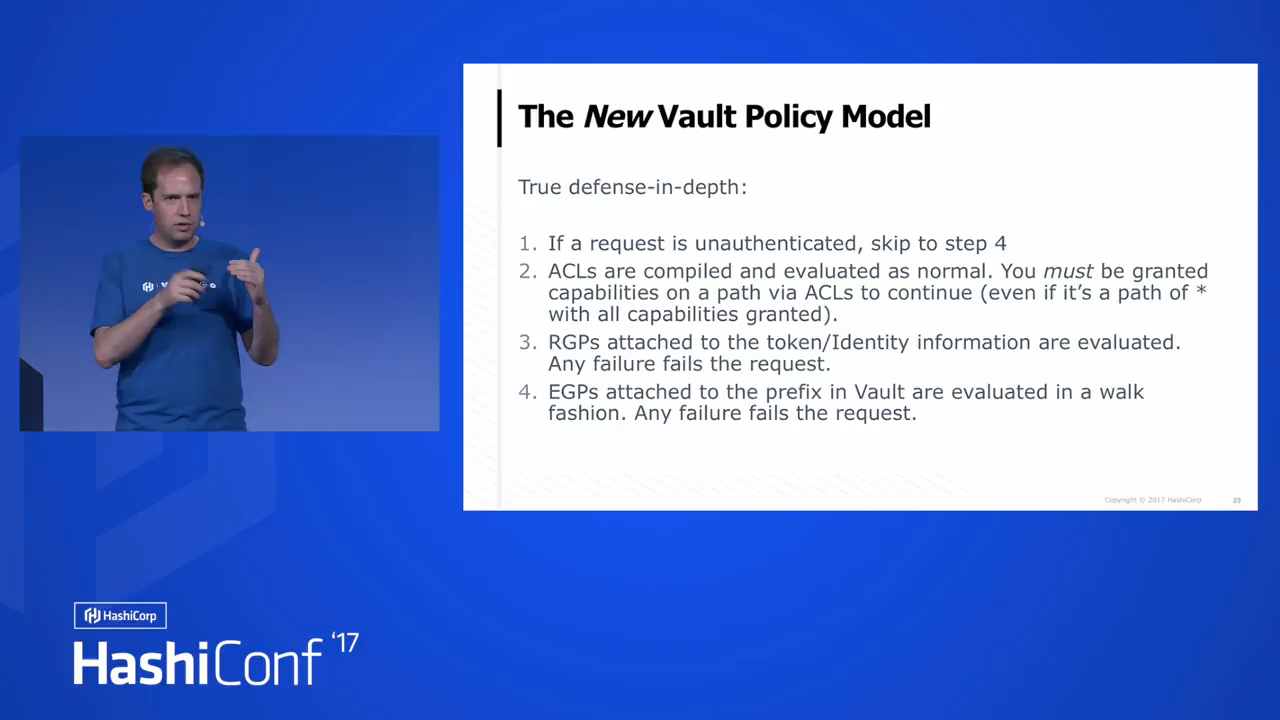 The New Vault Policy Model
True defense-in-depth:
1. If a request is unauthenticated, skip to step 4
2. ACLs are compiled and evaluated as normal. You must be granted
capabilities on a path via ACLs to continue (even if it’s a path of *
with all capabilities granted).
3. RGPs attached to the token/Identity information are evaluated.
Any failure fails the request.
4. EGPs attached to the prefix in Vault are evaluated in a walk
fashion. Any failure fails the request.
Copyright © 2017 HashiCorp 23
HashiCorp
HashiConf ‘17